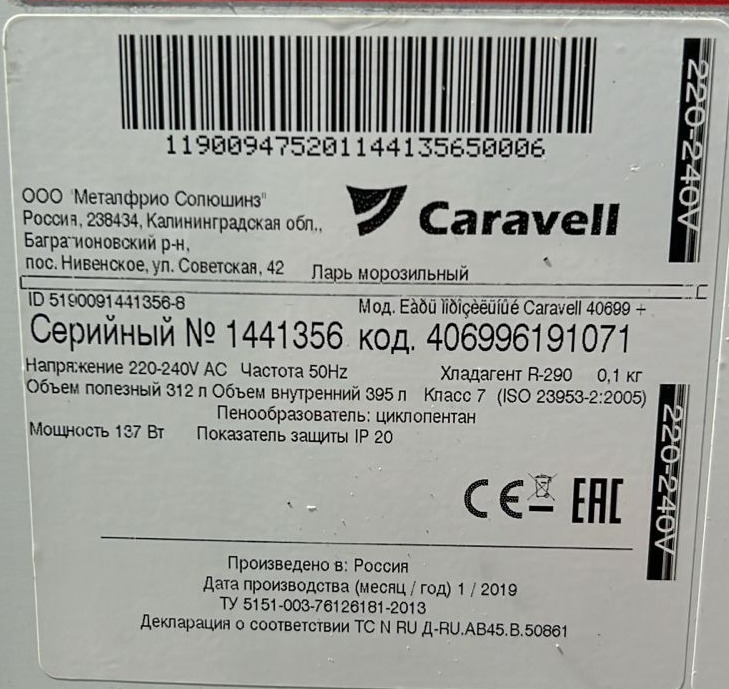 119009475201144135650006
220-240V
ООО "Металфрио Солюшинз"
Россия, 238434, Калининградская обл.,
Багратионовский р-н,
пос. Нивенское, ул. Советская, 42
Caravell
Ларь морозильный
ID 5190091441356-8
Мод. Eàðü Caravell 40699 +
Серийный № 1441356 код. 406996191071
Напряжение 220-240V AC Частота 50Hz Хладагент R-290 0,1 кг
Объем полезный 312 л Объем внутренний 395 л Класс 7 (ISO 23953-2:2005)
Пенообразователь: циклопентан
Мощность 137 Вт Показатель защиты IP 20
220-240V
CE EAC
Произведено в: Россия
Дата производства (месяц / год) 1 / 2019
ТУ 5151-003-76126181-2013
Декларация о соответствии ТС N RU Д-RU.АВ45.В.50861